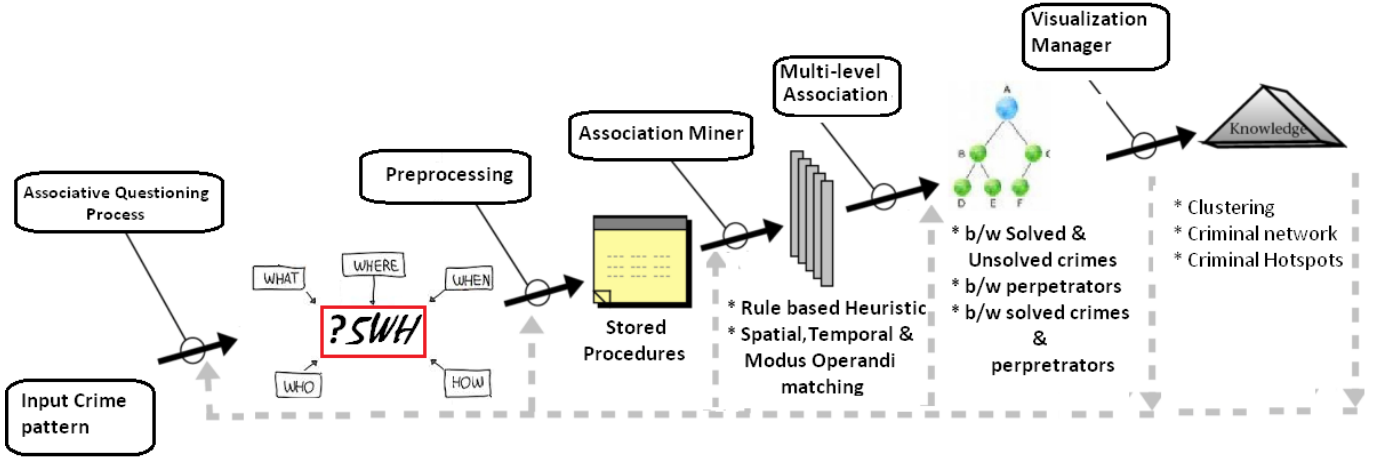 Visualization
Manager
Multi-level
Association
A
Association Miner
Knowledge
B
C
Preprocessing
D
E
F
Associative Questioning
Process
* Clustering
* Criminal network
* Criminal Hotspots
* b/w Solved &
Unsolved crimes
* b/w perpetrators
* b/w solved crimes
&
perpretrators
WHAT
WHERE
WHEN
?5WH
WHO
HOW
Stored
Procedures
* Rule based Heuristic
* Spatial,Temporal &
Modus Operandi
matching
Input Crime
pattern